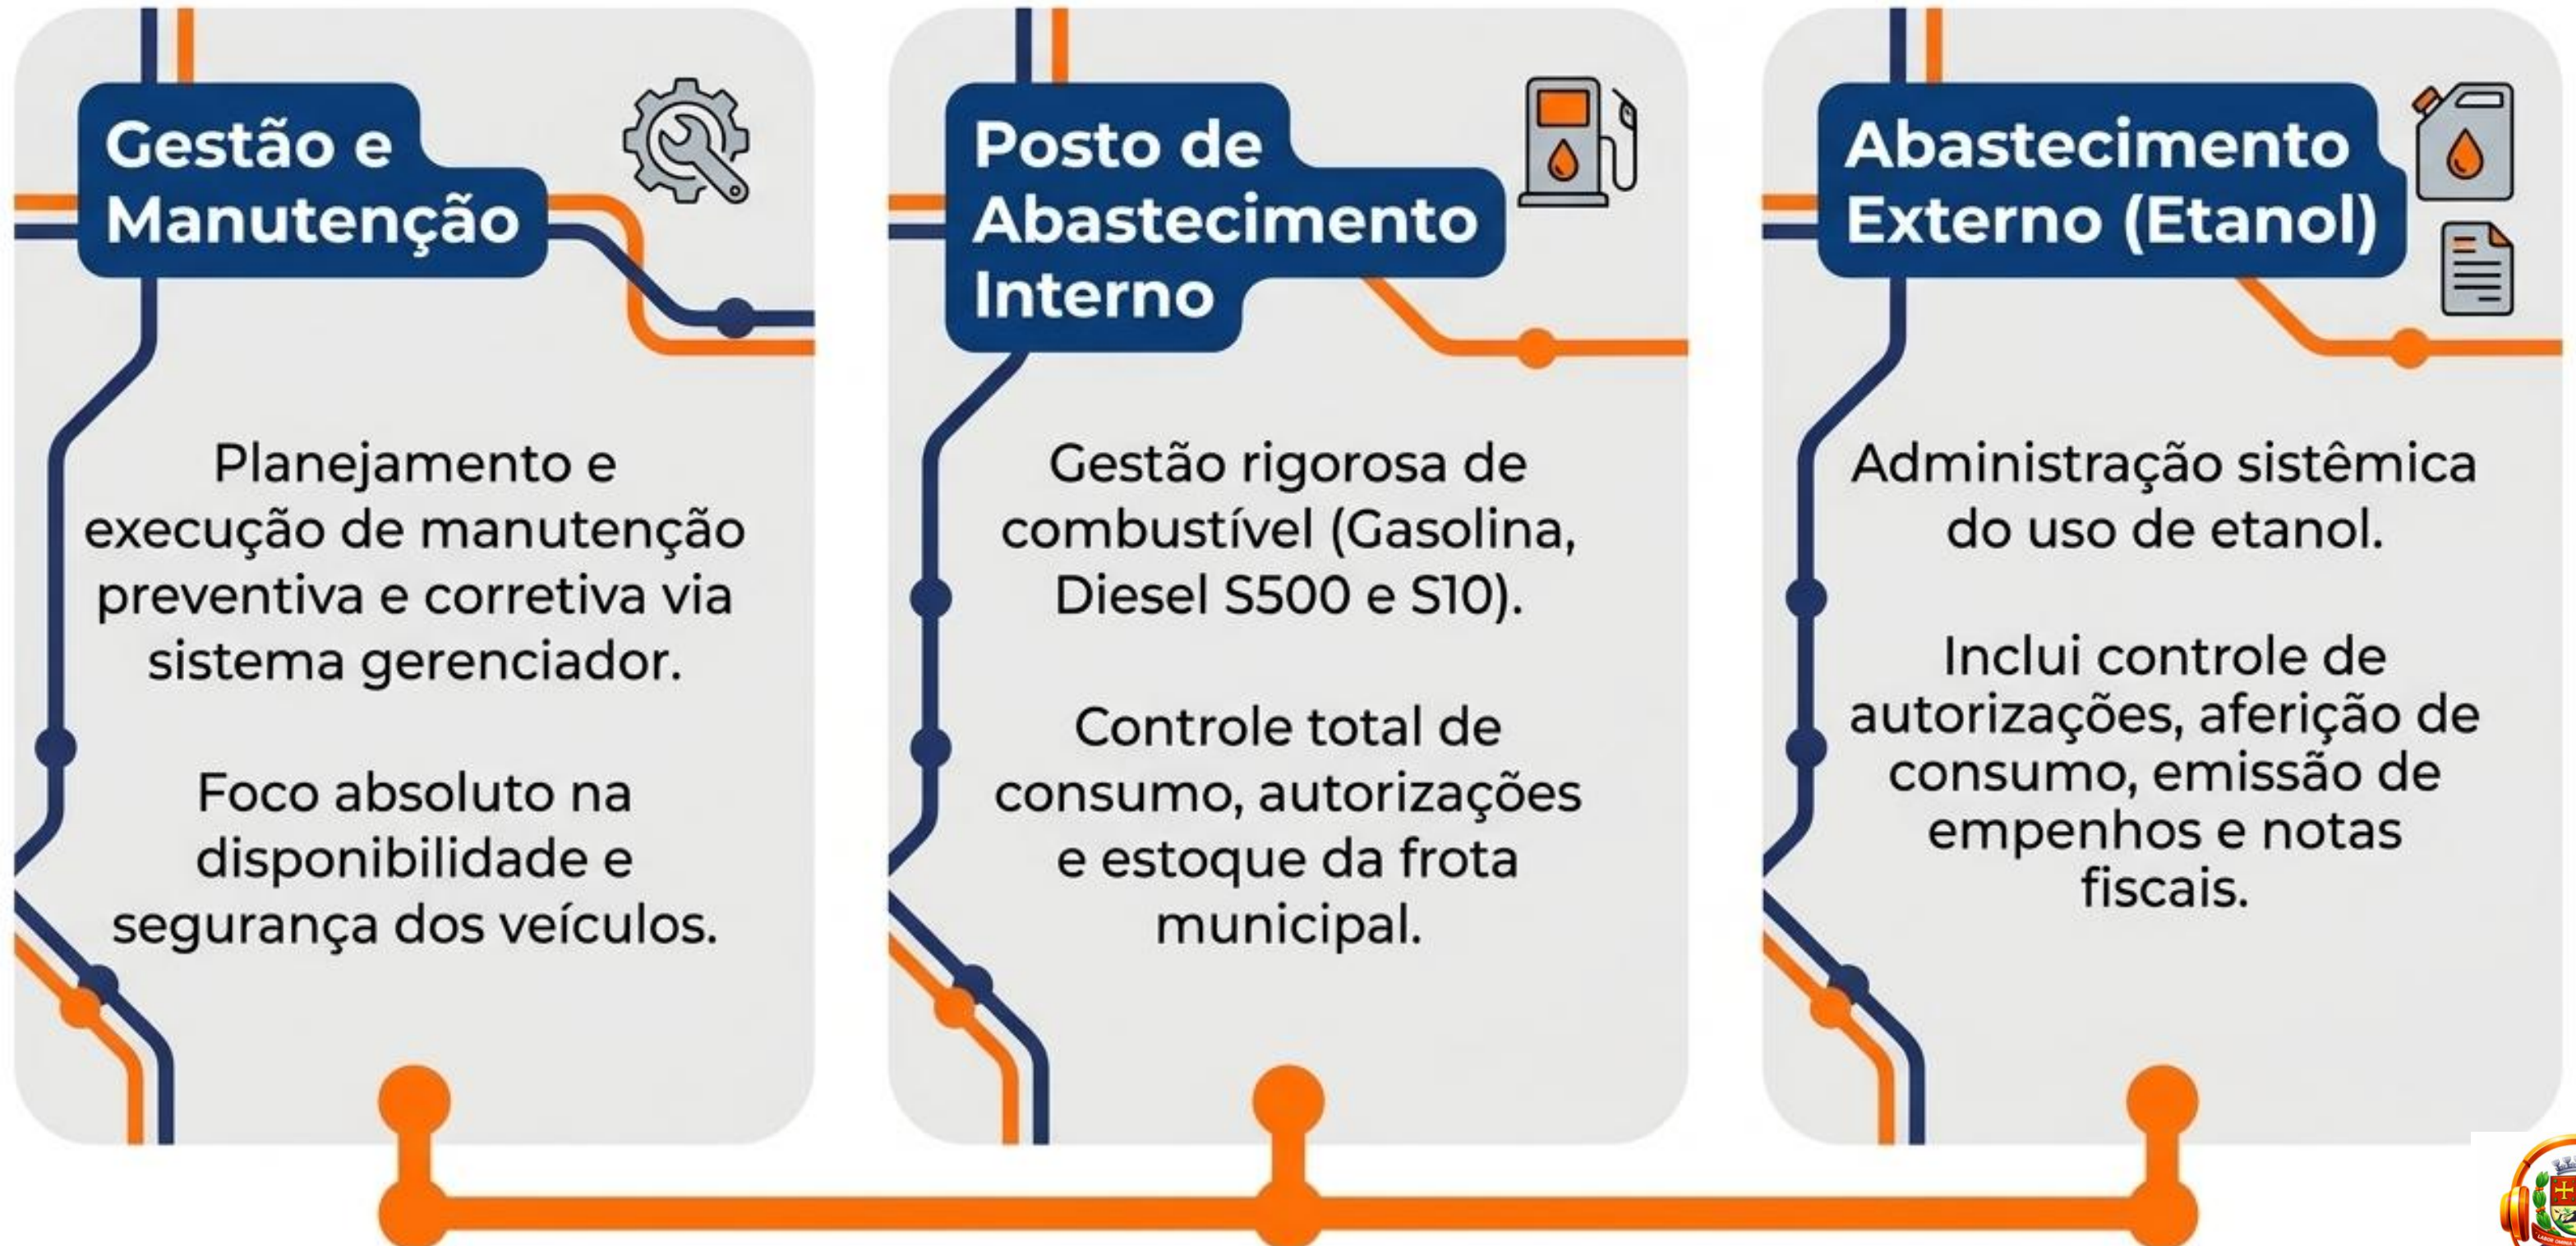 Gestão e
Manutenção
Planejamento e
execução de manutenção
preventiva e corretiva via
sistema gerenciador.
Foco absoluto na
disponibilidade e
segurança dos veículos.
Posto de
Abastecimento
Interno
Gestão rigorosa de
combustível (Gasolina,
Diesel S500 e S10).
Controle total de
consumo, autorizações
e estoque da frota
municipal.
Abastecimento
Externo (Etanol)
Administração sistêmica
do uso de etanol.
Inclui controle de
autorizações, aferição de
consumo, emissão de
empenhos e notas
fiscais.